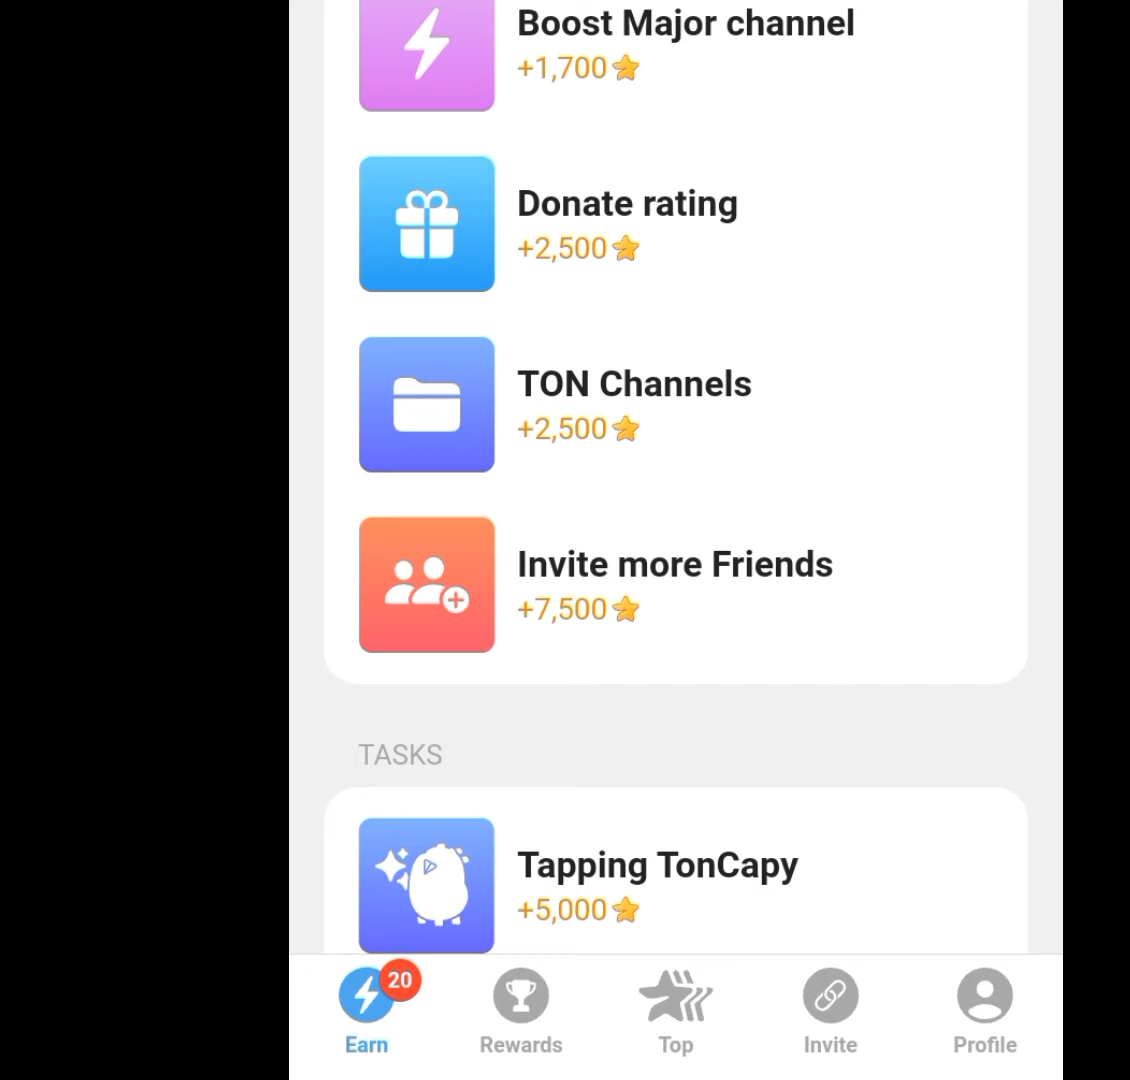 Boost Major channel
+1,700
Donate rating
+2,500
TON Channels
+2,500
Invite more Friends
+7,500
TASKS
Tapping TonCapy
+5,000
20
Earn
Rewards
Top
Invite
Profile